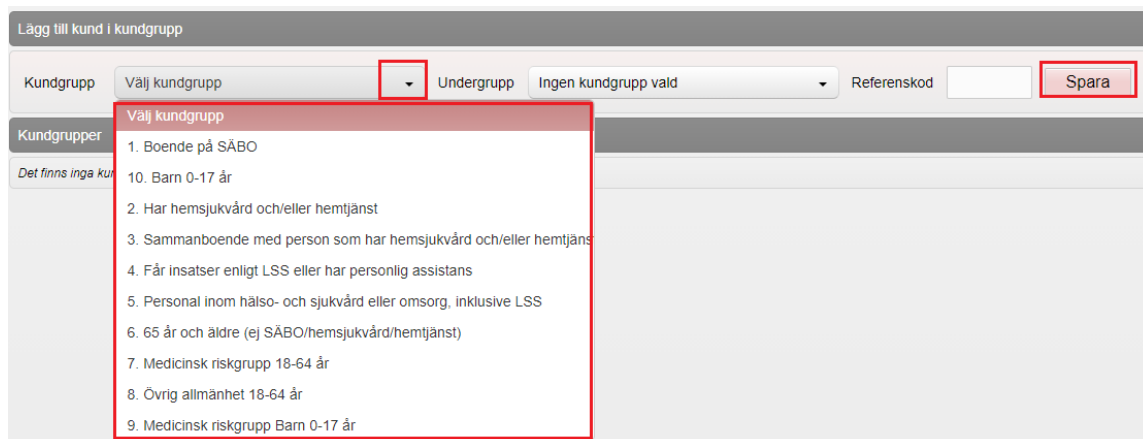 Lägg till kund i kundgrupp
Kundgrupp Välj kundgrupp Undergrupp Ingen kundgrupp vald Referenskod Spara
Välj kundgrupp
Kundgrupper
1. Boende på SÄBO
10. Barn 0-17 år
Det finns inga
2. Har hemsjukvård och/eller hemtjänst
3. Sammanboende med person som har hemsjukvård och/eller hemtjäns
4. Får insatser enligt LSS eller har personlig assistans
5. Personal inom hälso- och sjukvård eller omsorg, inklusive LSS
6. 65 år och äldre (ej SÄBO/hemsjukvård/hemtjänst)
7. Medicinsk riskgrupp 18-64 år
8. Övrig allmänhet 18-64 år
9. Medicinsk riskgrupp Barn 0-17 år